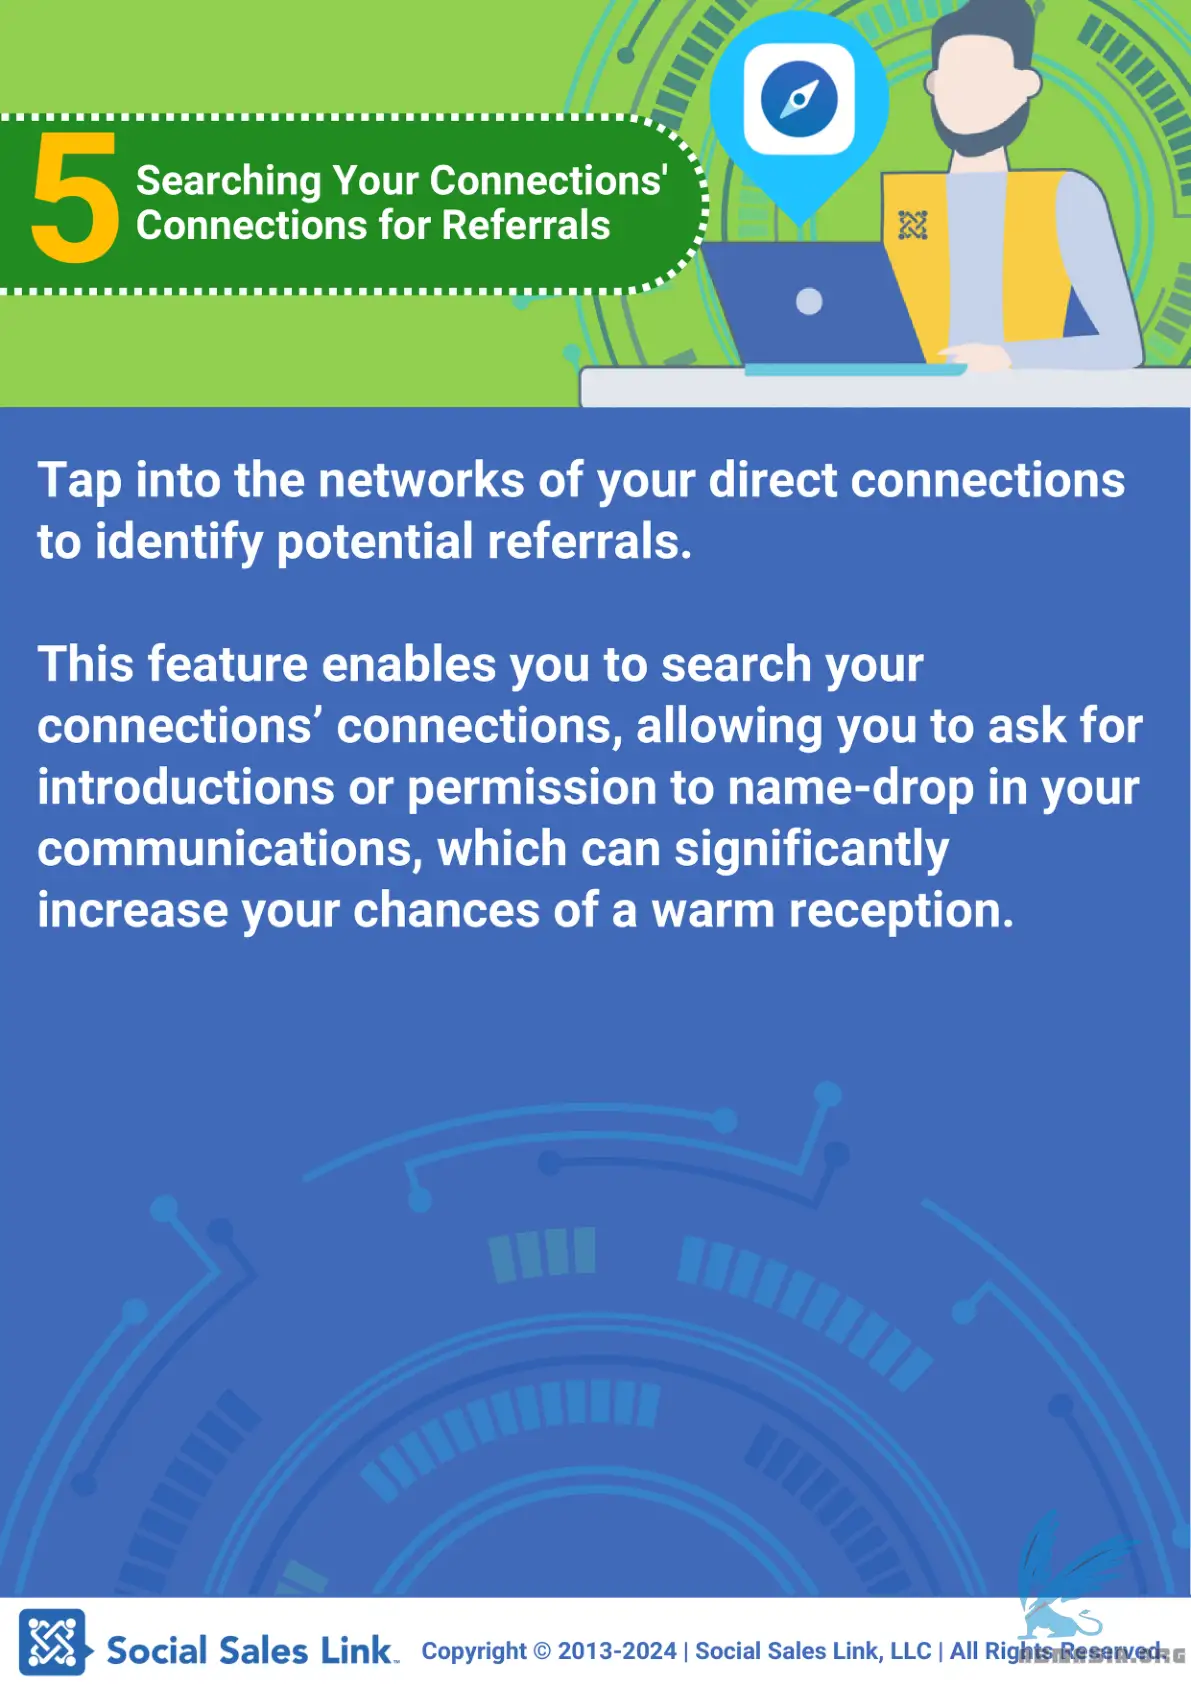 5
Searching Your Connections'
Connections for Referrals
Tap into the networks of your direct connections
to identify potential referrals.
This feature enables you to search your
connections’ connections, allowing you to ask for
introductions or permission to name-drop in your
communications, which can significantly
increase your chances of a warm reception.
Social Sales Link™
Copyright © 2013-2024 | Social Sales Link, LLC | All Rights Reserved.